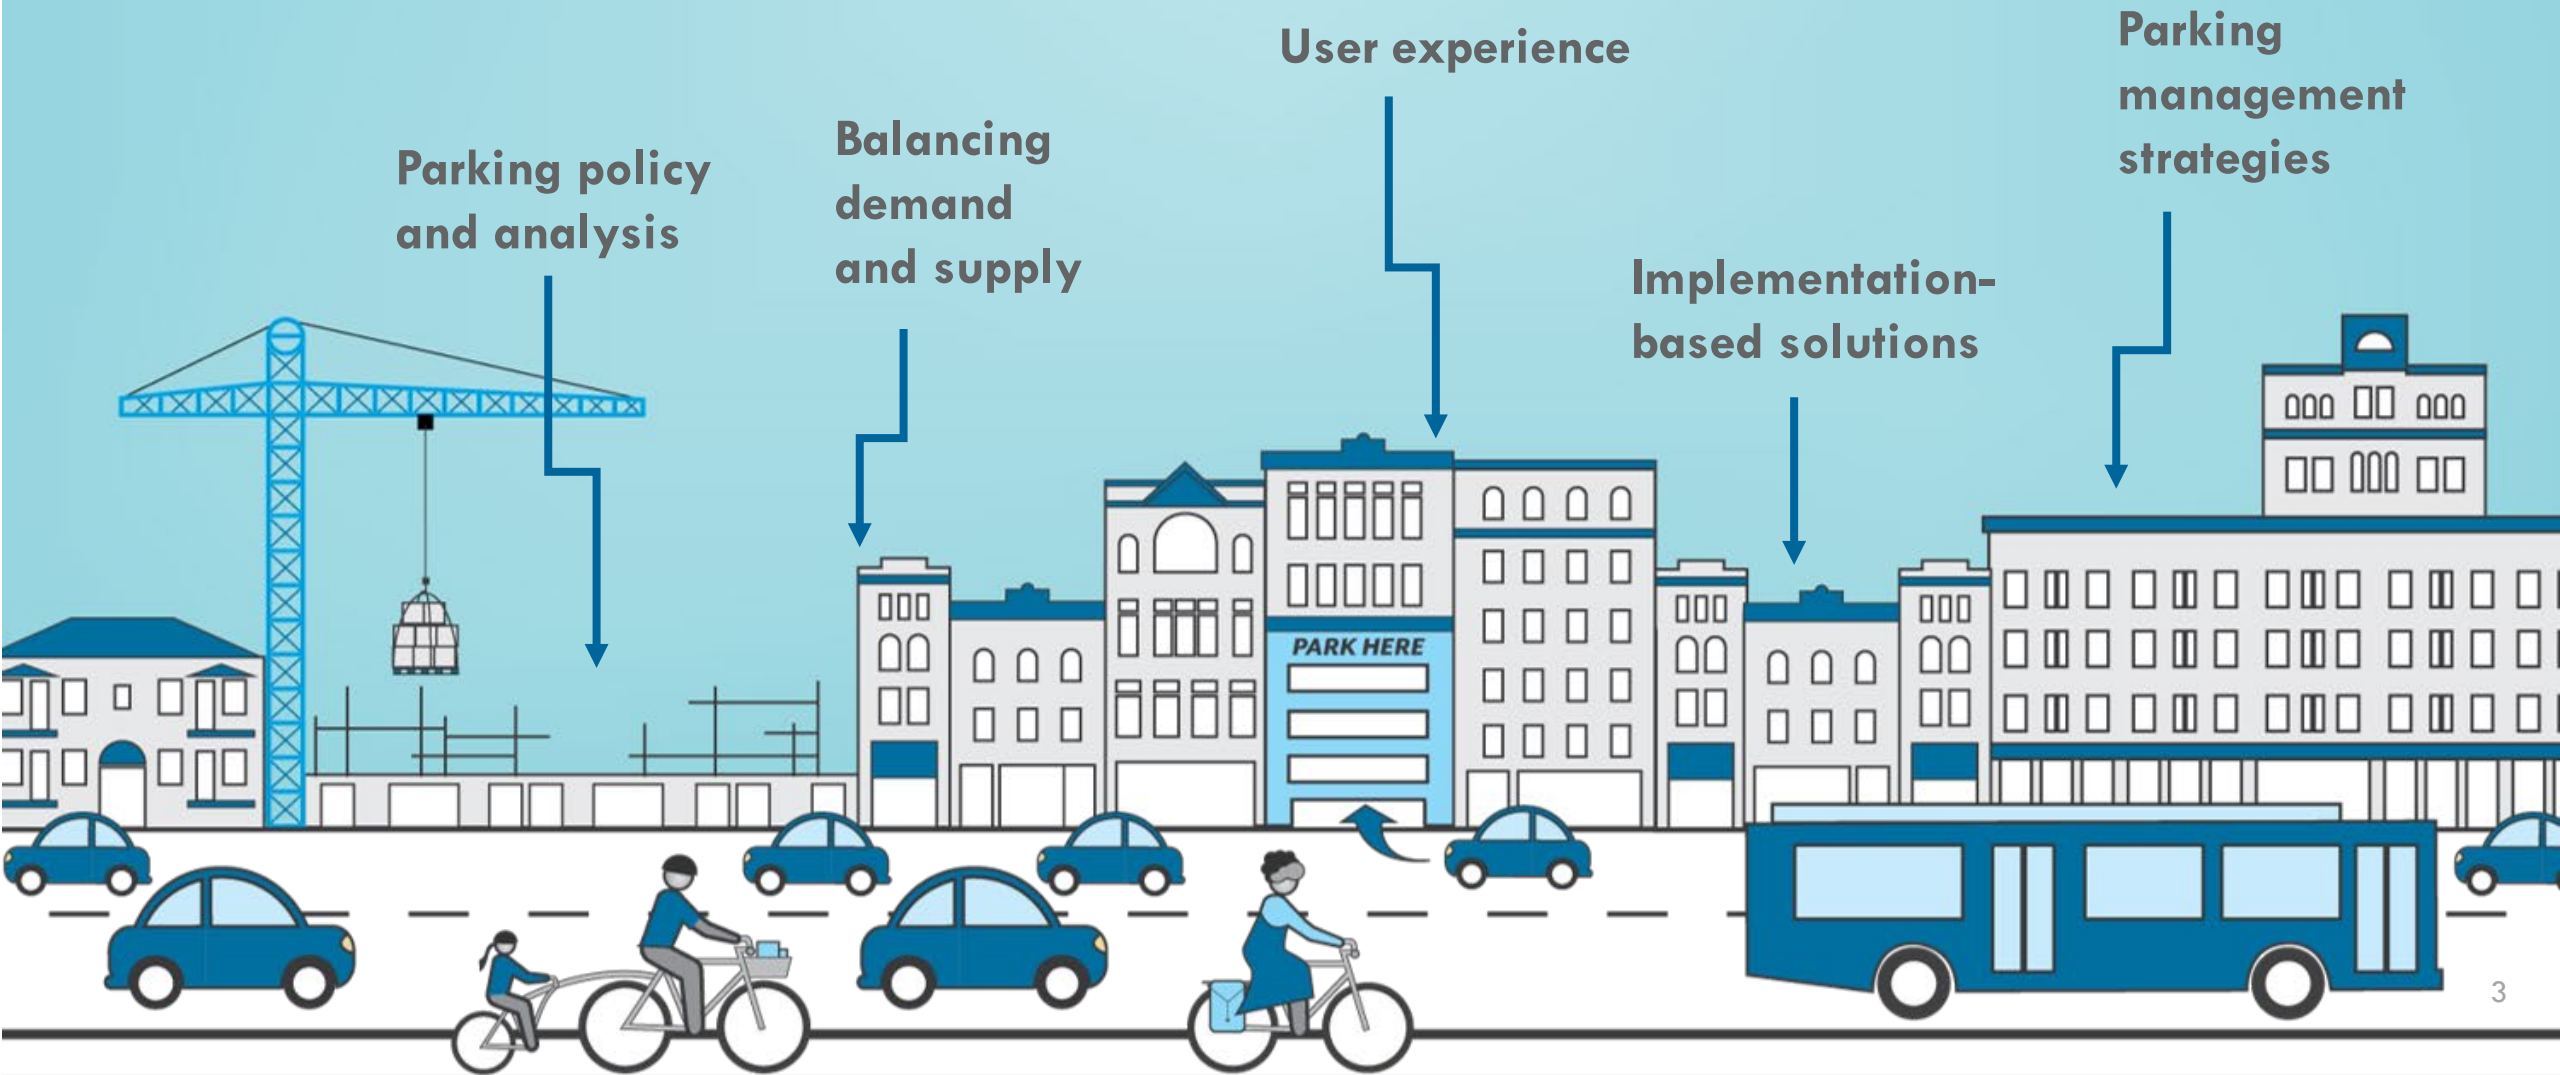 Parking policy
and analysis
Balancing
demand
and supply
User experience
Implementation-
based solutions
Parking
management
strategies
PARK HERE
3